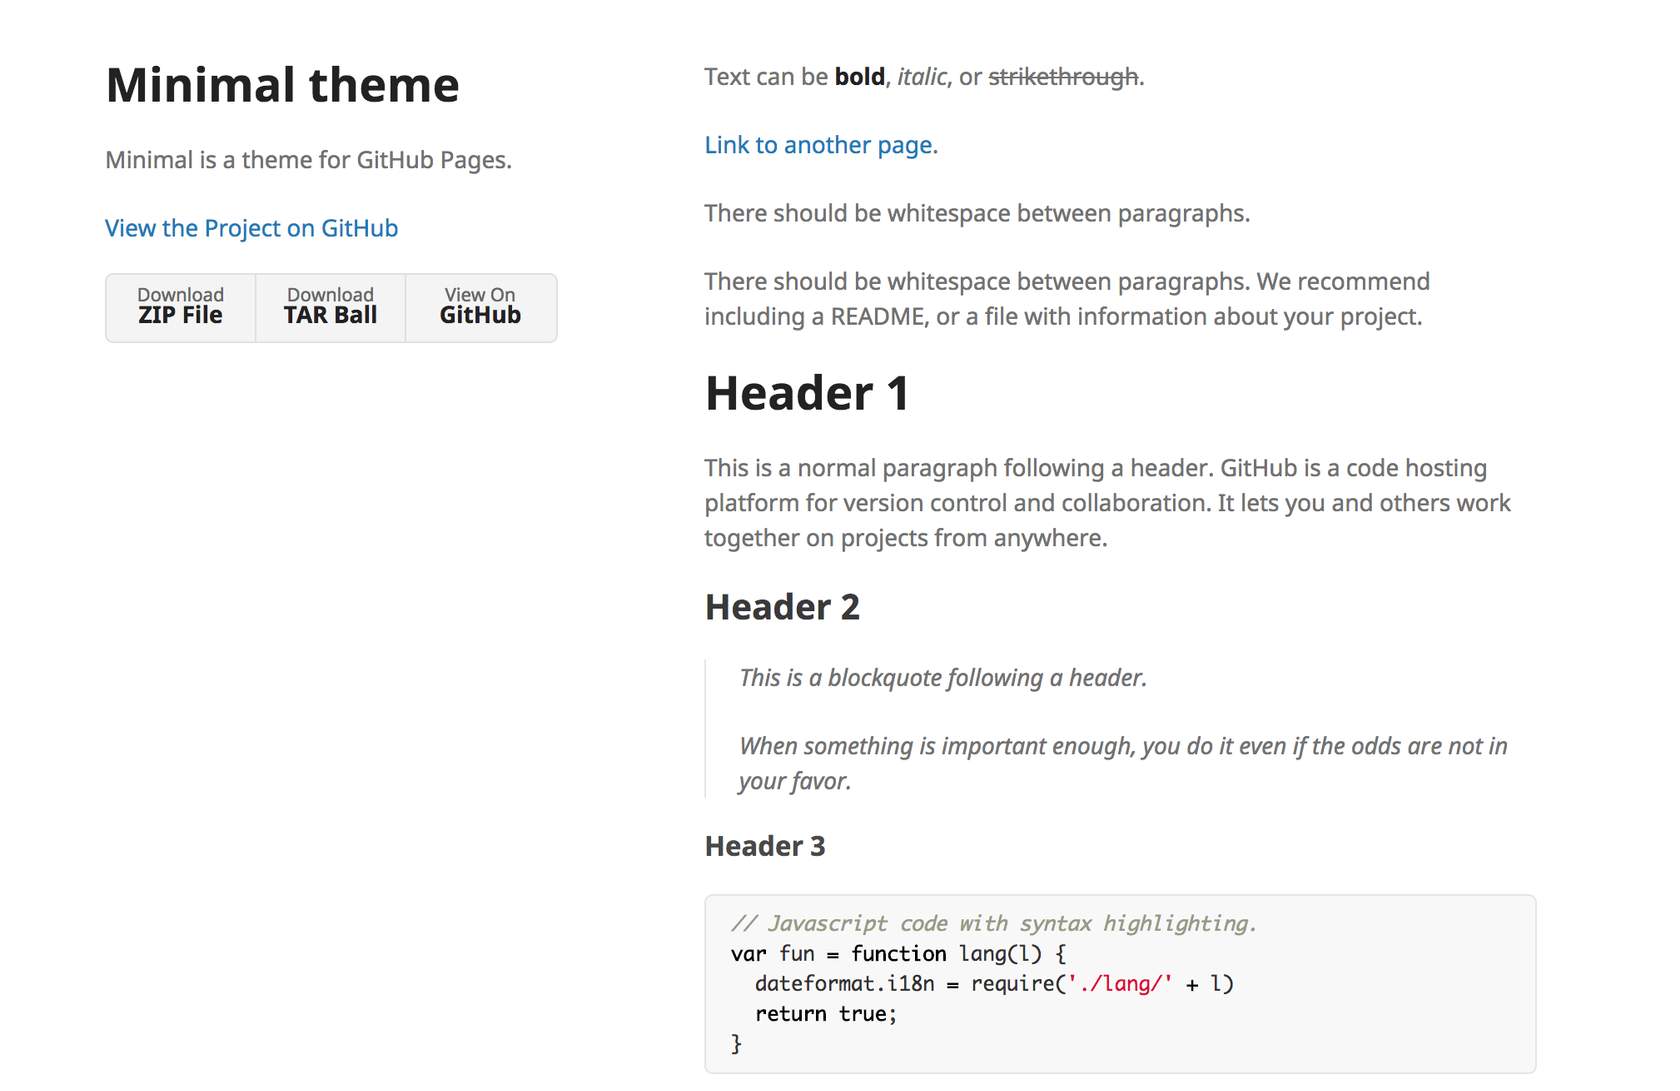 Minimal theme
Minimal is a theme for GitHub Pages.
View the Project on GitHub
Download
ZIP File
Download
TAR Ball
View On
GitHub
Text can be bold, italic, or strikethrough.
Link to another page.
There should be whitespace between paragraphs.
There should be whitespace between paragraphs. We recommend
including a README, or a file with information about your project.
Header 1
This is a normal paragraph following a header. GitHub is a code hosting
platform for version control and collaboration. It lets you and others work
together on projects from anywhere.
Header 2
This is a blockquote following a header.
When something is important enough, you do it even if the odds are not in
your favor.
Header 3
// Javascript code with syntax highlighting.
var fun = function lang(l) {
  dateformat.i18n = require('./lang/' + l)
  return true;
}